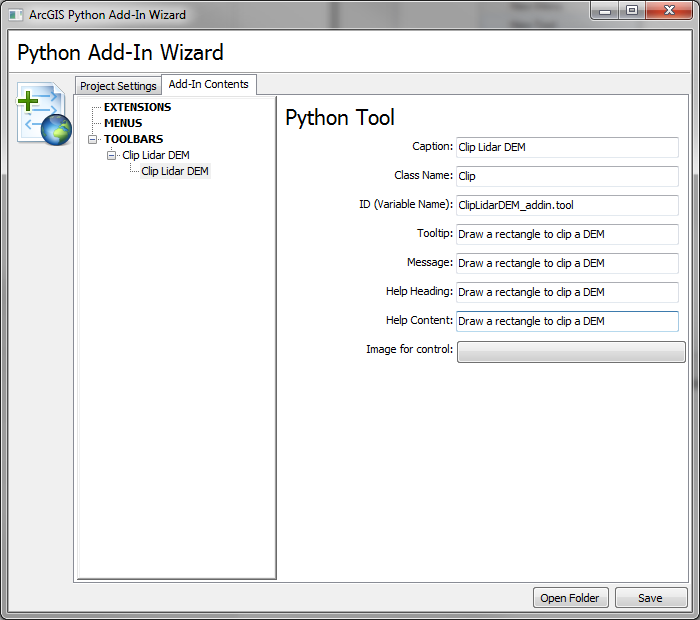 ArcGIS Python Add-In Wizard
Python Add-In Wizard
Project Settings
Add-In Contents
EXTENSIONS
MENUS
TOOLBARS
Clip Lidar DEM
Clip Lidar DEM
Python Tool
Caption: Clip Lidar DEM
Class Name: Clip
ID (Variable Name): ClipLidarDEM_addin.tool
Tooltip: Draw a rectangle to clip a DEM
Message: Draw a rectangle to clip a DEM
Help Heading: Draw a rectangle to clip a DEM
Help Content: Draw a rectangle to clip a DEM
Image for control:
Open Folder
Save